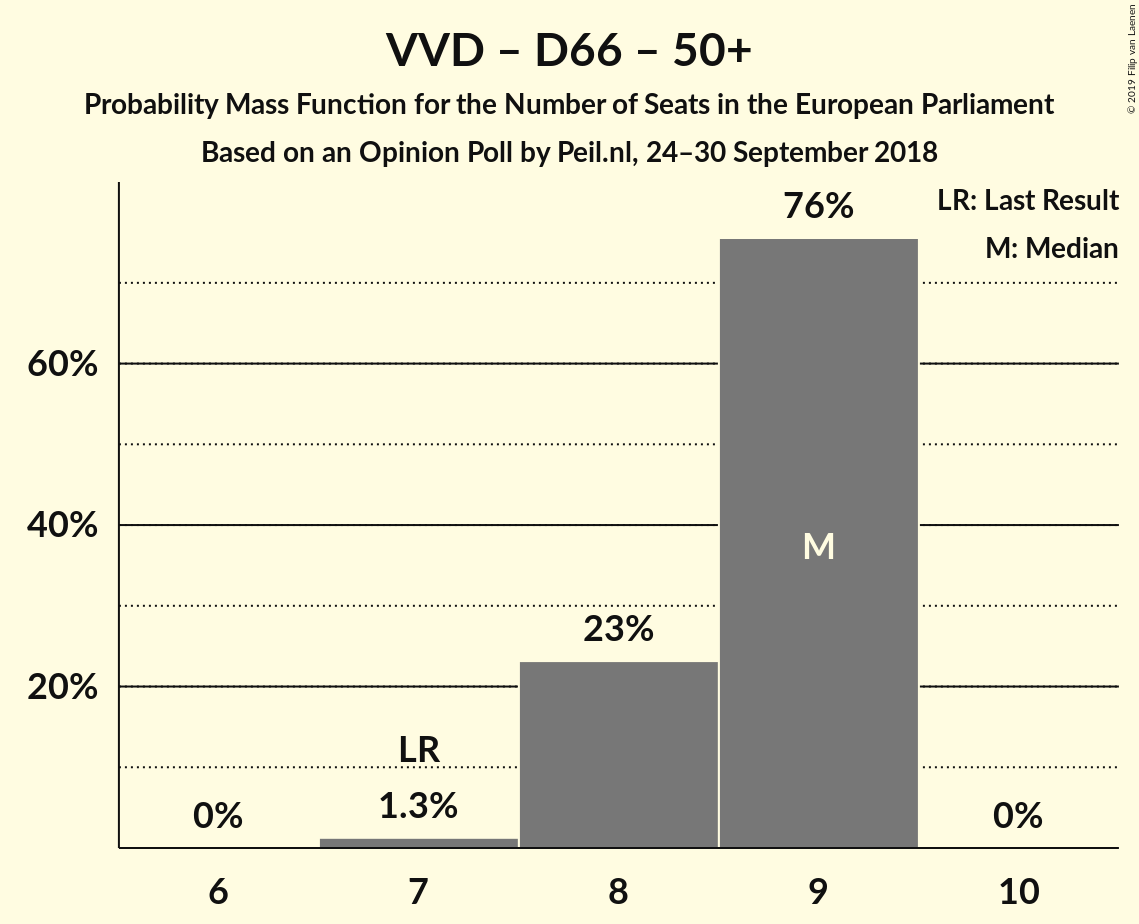 VVD – D66 – 50+
Probability Mass Function for the Number of Seats in the European Parliament
Based on an Opinion Poll by Peil.nl, 24–30 September 2018
© 2019 Filip van Laenen
LR: Last Result
M: Median
76%
60%
40%
20%
M
23%
LR
1.3%
0%
0%
6
7
8
9
10